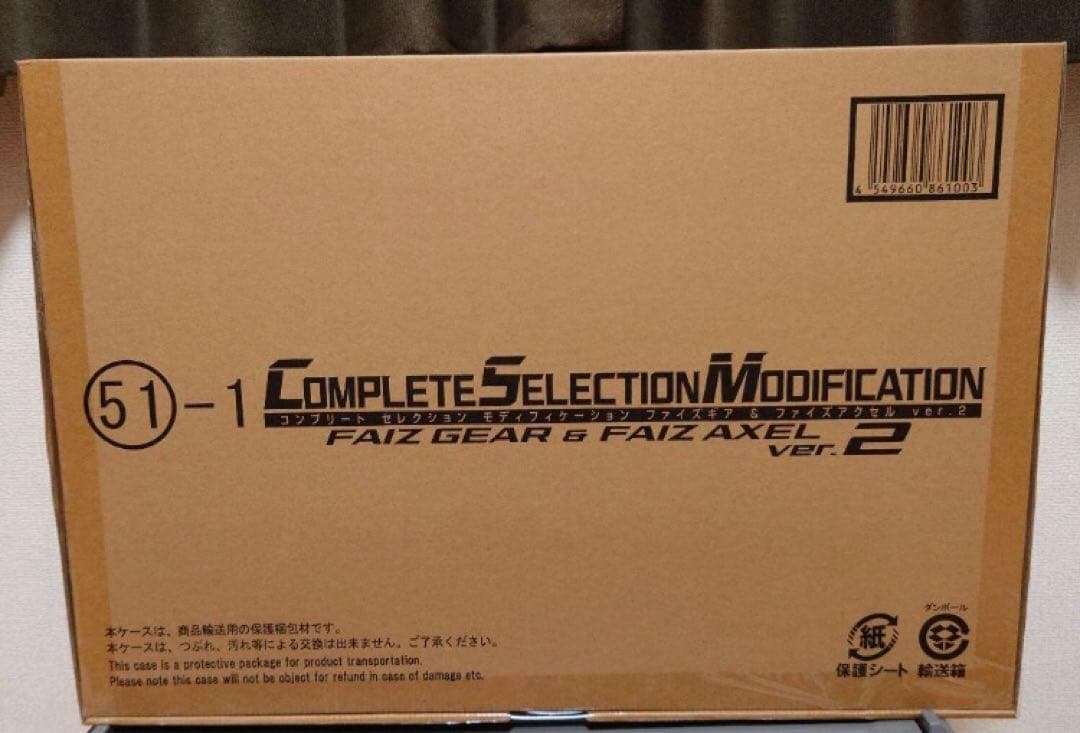 4 549660 861003
51-1 COMPLETE SELECTION MODIFICATION
コンプリート セレクション モディフィケーション ファイズギア & ファイズアクセル ver.2
FAIZ GEAR & FAIZ AXEL
ver.2
本ケースは、商品輸送用の保護梱包材です。
本ケースは、つぶれ、汚れ等による交換は出来ません。ご了承ください。
This case is a protective package for product transportation.
Please note this case will not be object for refund in case of damage etc.
紙
保護シート
ダンボール
輸送箱